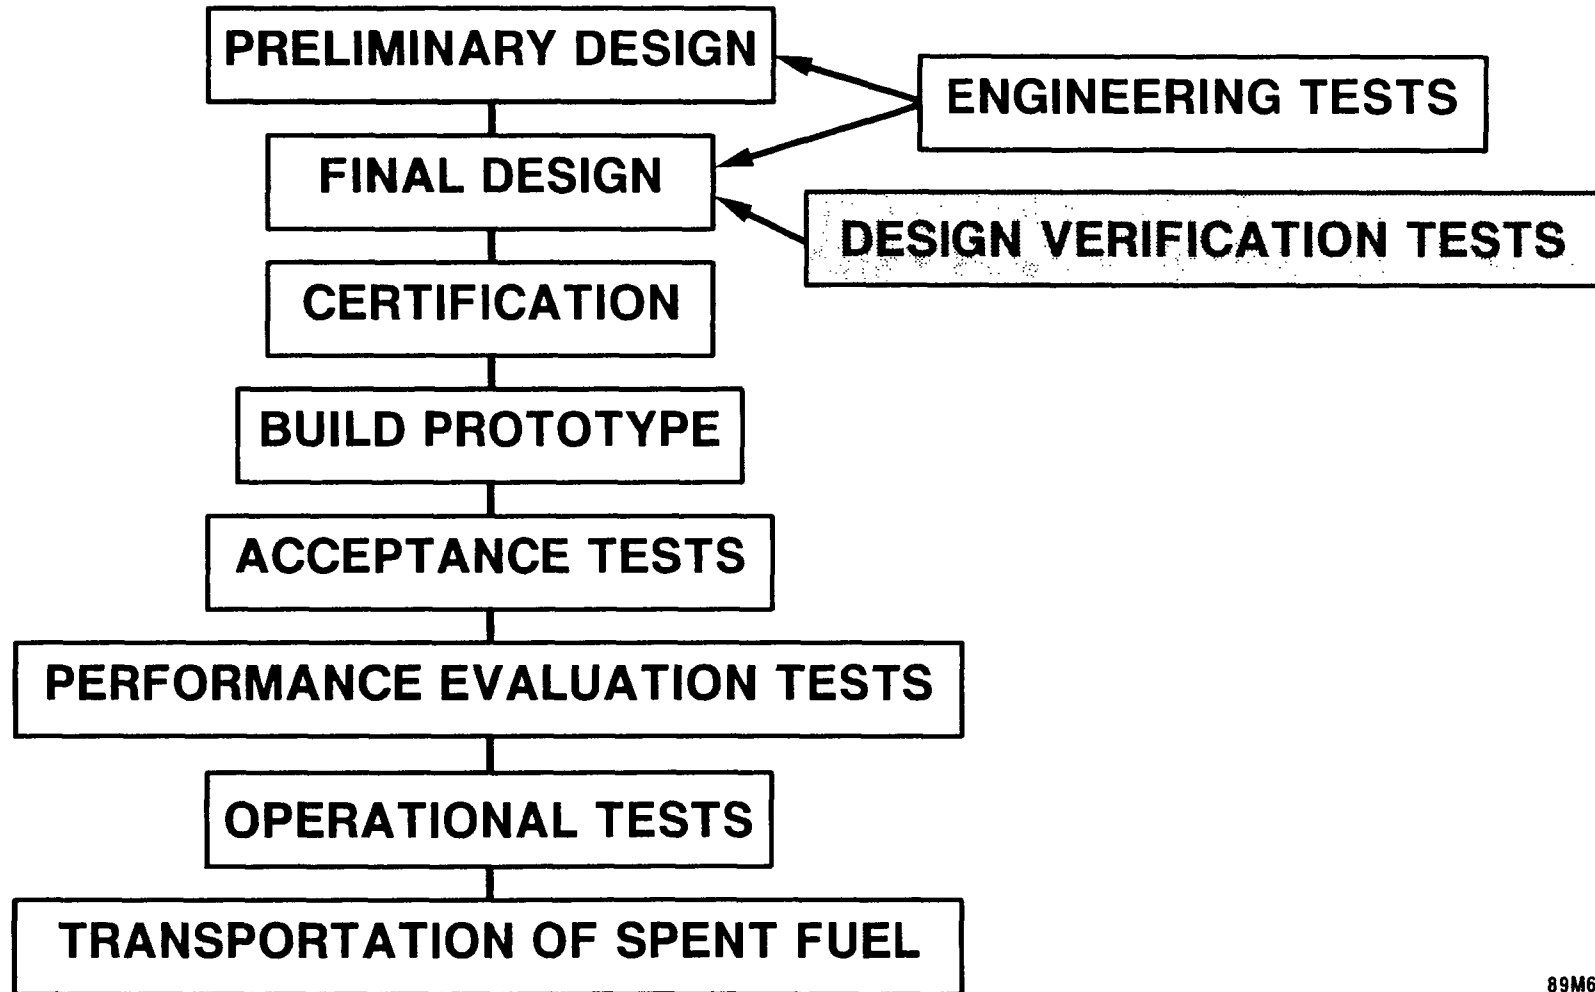 PRELIMINARY DESIGN
ENGINEERING TESTS
FINAL DESIGN
DESIGN VERIFICATION TESTS
CERTIFICATION
BUILD PROTOTYPE
ACCEPTANCE TESTS
PERFORMANCE EVALUATION TESTS
OPERATIONAL TESTS
TRANSPORTATION OF SPENT FUEL
89M6